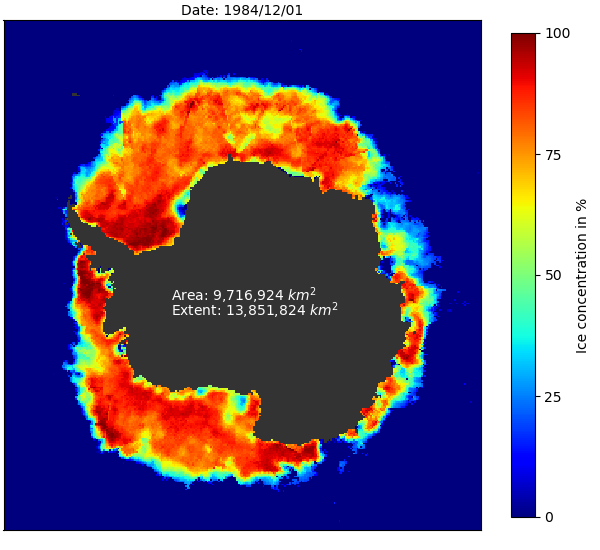 Date: 1984/12/01
100
75
50
25
0
Ice concentration in %
Area: 9,716,924 km²
Extent: 13,851,824 km²